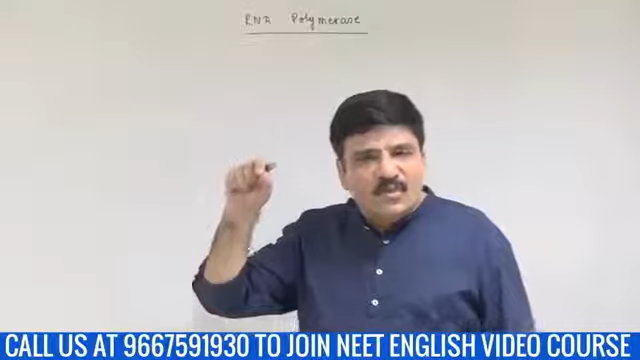 RNA Polymerase
CALL US AT 9667591930 TO JOIN NEET ENGLISH VIDEO COURSE